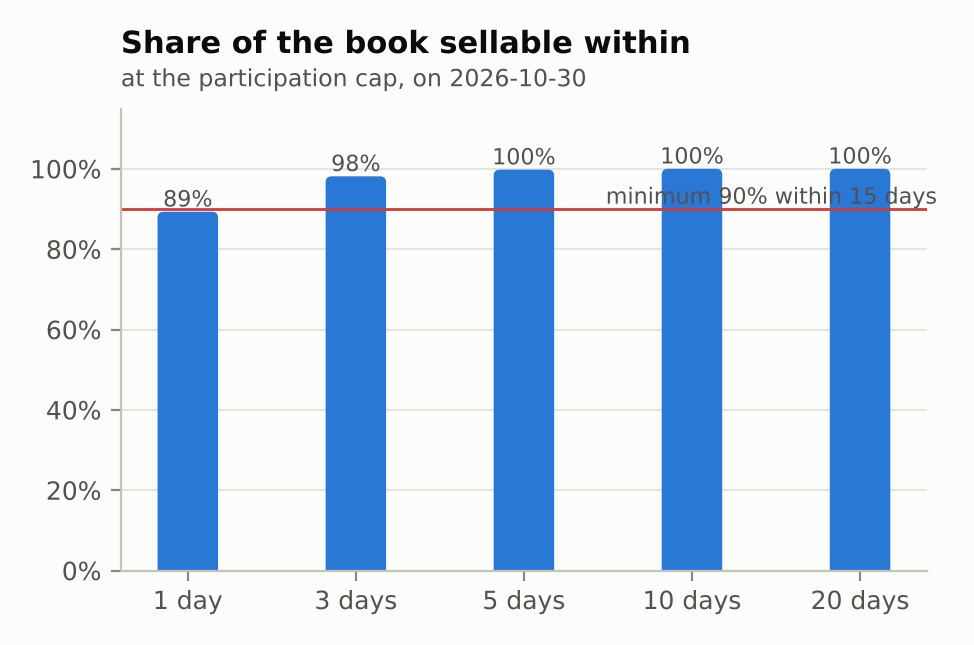 Share of the book sellable within
at the participation cap, on 2026-10-30
100%
80%
60%
40%
20%
0%
89%
98%
100%
100%
100%
minimum 90% within 15 days
1 day
3 days
5 days
10 days
20 days